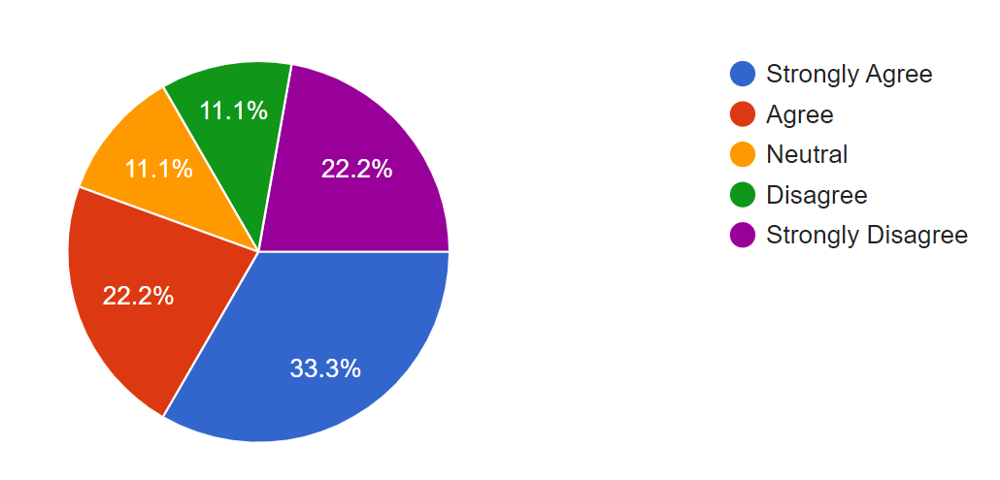 11.1%
11.1%
22.2%
22.2%
33.3%
Strongly Agree
Agree
Neutral
Disagree
Strongly Disagree